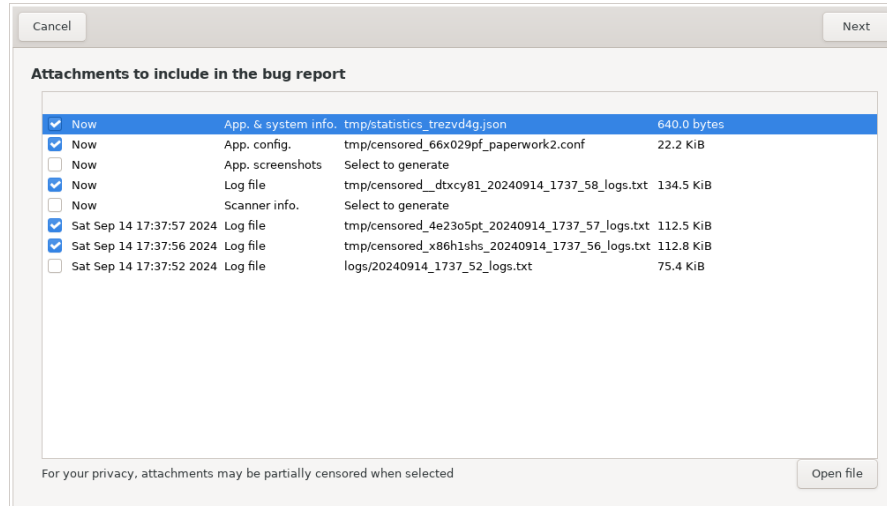 Cancel Next
Attachments to include in the bug report
Now App. & system info. tmp/statistics_trezvd4g.json 640.0 bytes
Now App. config. tmp/censored_66x029pf_paperwork2.conf 22.2 KiB
Now App. screenshots Select to generate
Now Log file tmp/censored__dtxcy81_20240914_1737_58_logs.txt 134.5 KiB
Now Scanner info. Select to generate
Sat Sep 14 17:37:57 2024 Log file tmp/censored_4e23o5pt_20240914_1737_57_logs.txt 112.5 KiB
Sat Sep 14 17:37:56 2024 Log file tmp/censored_x86h1shs_20240914_1737_56_logs.txt 112.8 KiB
Sat Sep 14 17:37:52 2024 Log file logs/20240914_1737_52_logs.txt 75.4 KiB
For your privacy, attachments may be partially censored when selected Open file